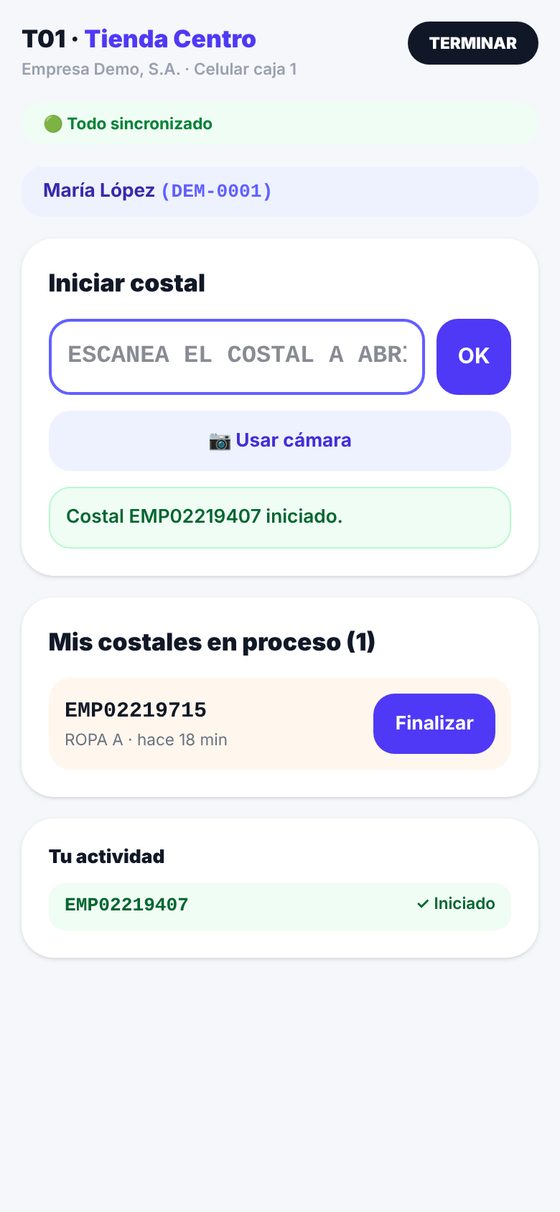 T01 · Tienda Centro
TERMINAR
Empresa Demo, S.A. · Celular caja 1
Todo sincronizado
María López (DEM-0001)
Iniciar costal
ESCANEA EL COSTAL A ABR
OK
Usar cámara
Costal EMP02219407 iniciado.
Mis costales en proceso (1)
EMP02219715
ROPA A · hace 18 min
Finalizar
Tu actividad
EMP02219407
✓ Iniciado